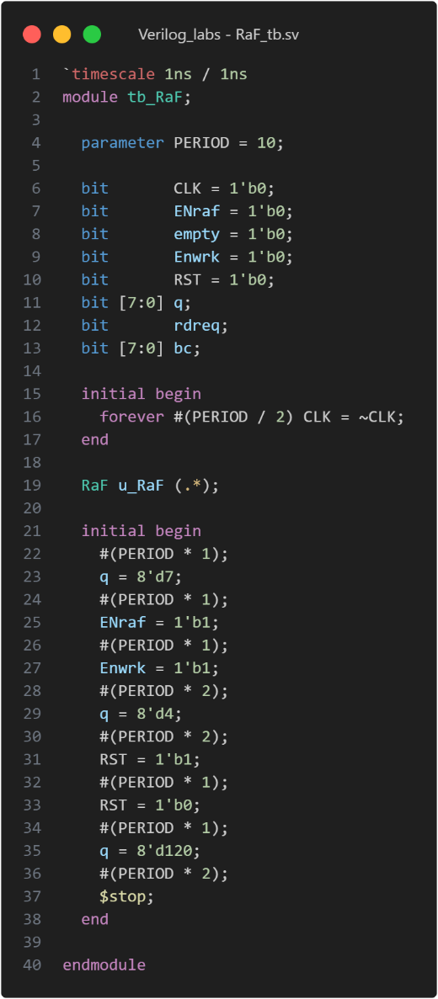 Verilog_labs - RaF_tb.sv
1 `timescale 1ns / 1ns
2 module tb_RaF;
3
4   parameter PERIOD = 10;
5
6   bit       CLK = 1'b0;
7   bit       ENraf = 1'b0;
8   bit       empty = 1'b0;
9   bit       Enwrk = 1'b0;
10   bit       RST = 1'b0;
11   bit [7:0] q;
12   bit       rdreq;
13   bit [7:0] bc;
14
15   initial begin
16     forever #(PERIOD / 2) CLK = ~CLK;
17   end
18
19   RaF u_RaF (.*);
20
21   initial begin
22     #(PERIOD * 1);
23     q = 8'd7;
24     #(PERIOD * 1);
25     ENraf = 1'b1;
26     #(PERIOD * 1);
27     Enwrk = 1'b1;
28     #(PERIOD * 2);
29     q = 8'd4;
30     #(PERIOD * 2);
31     RST = 1'b1;
32     #(PERIOD * 1);
33     RST = 1'b0;
34     #(PERIOD * 1);
35     q = 8'd120;
36     #(PERIOD * 2);
37     $stop;
38   end
39
40 endmodule